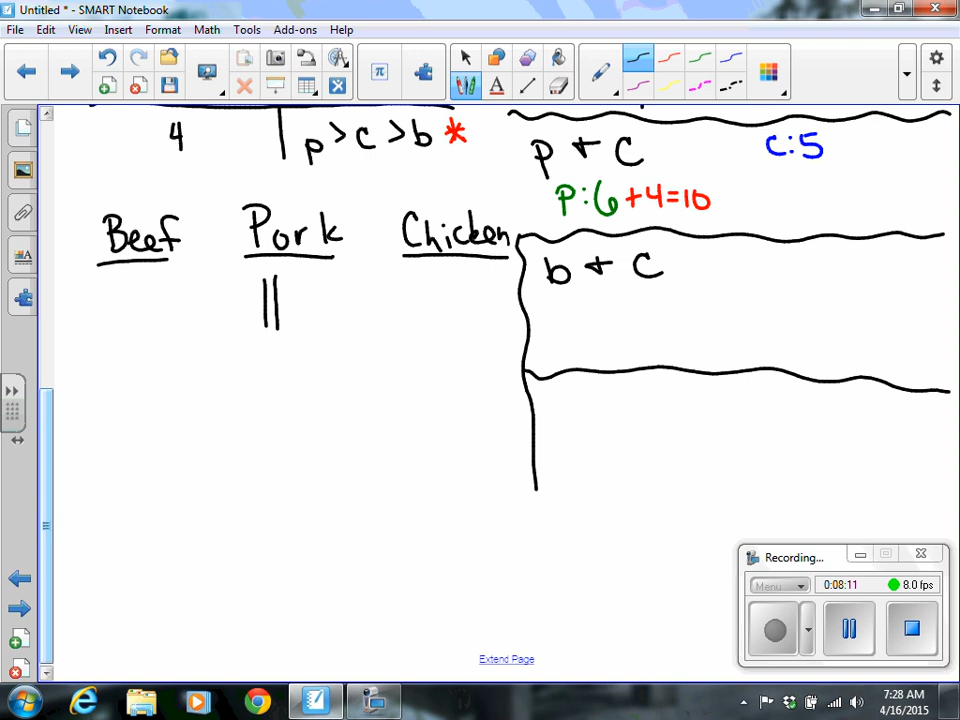 Untitled * - SMART Notebook
File Edit View Insert Format Math Tools Add-ons Help
4 p > c > b *
p + c c: 5
p: 6 + 4 = 10
Beef Pork Chicken
||
b + c
Recording...
Menu 0:08:11 8.0 fps
Extend Page
7:28 AM
4/16/2015